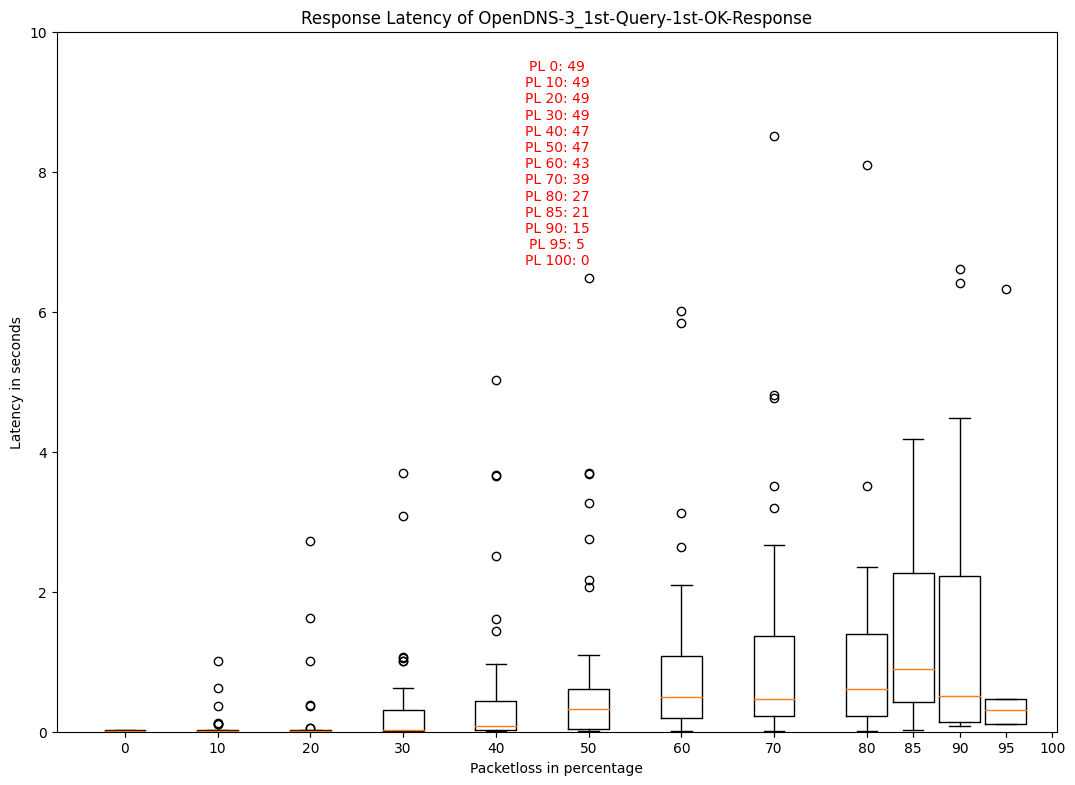 Response Latency of OpenDNS-3_1st-Query-1st-OK-Response
10
8
6
4
2
0
Latency in seconds
PL 0: 49
PL 10: 49
PL 20: 49
PL 30: 49
PL 40: 47
PL 50: 47
PL 60: 43
PL 70: 39
PL 80: 27
PL 85: 21
PL 90: 15
PL 95: 5
PL 100: 0
0 10 20 30 40 50 60 70 80 85 90 95 100
Packetloss in percentage